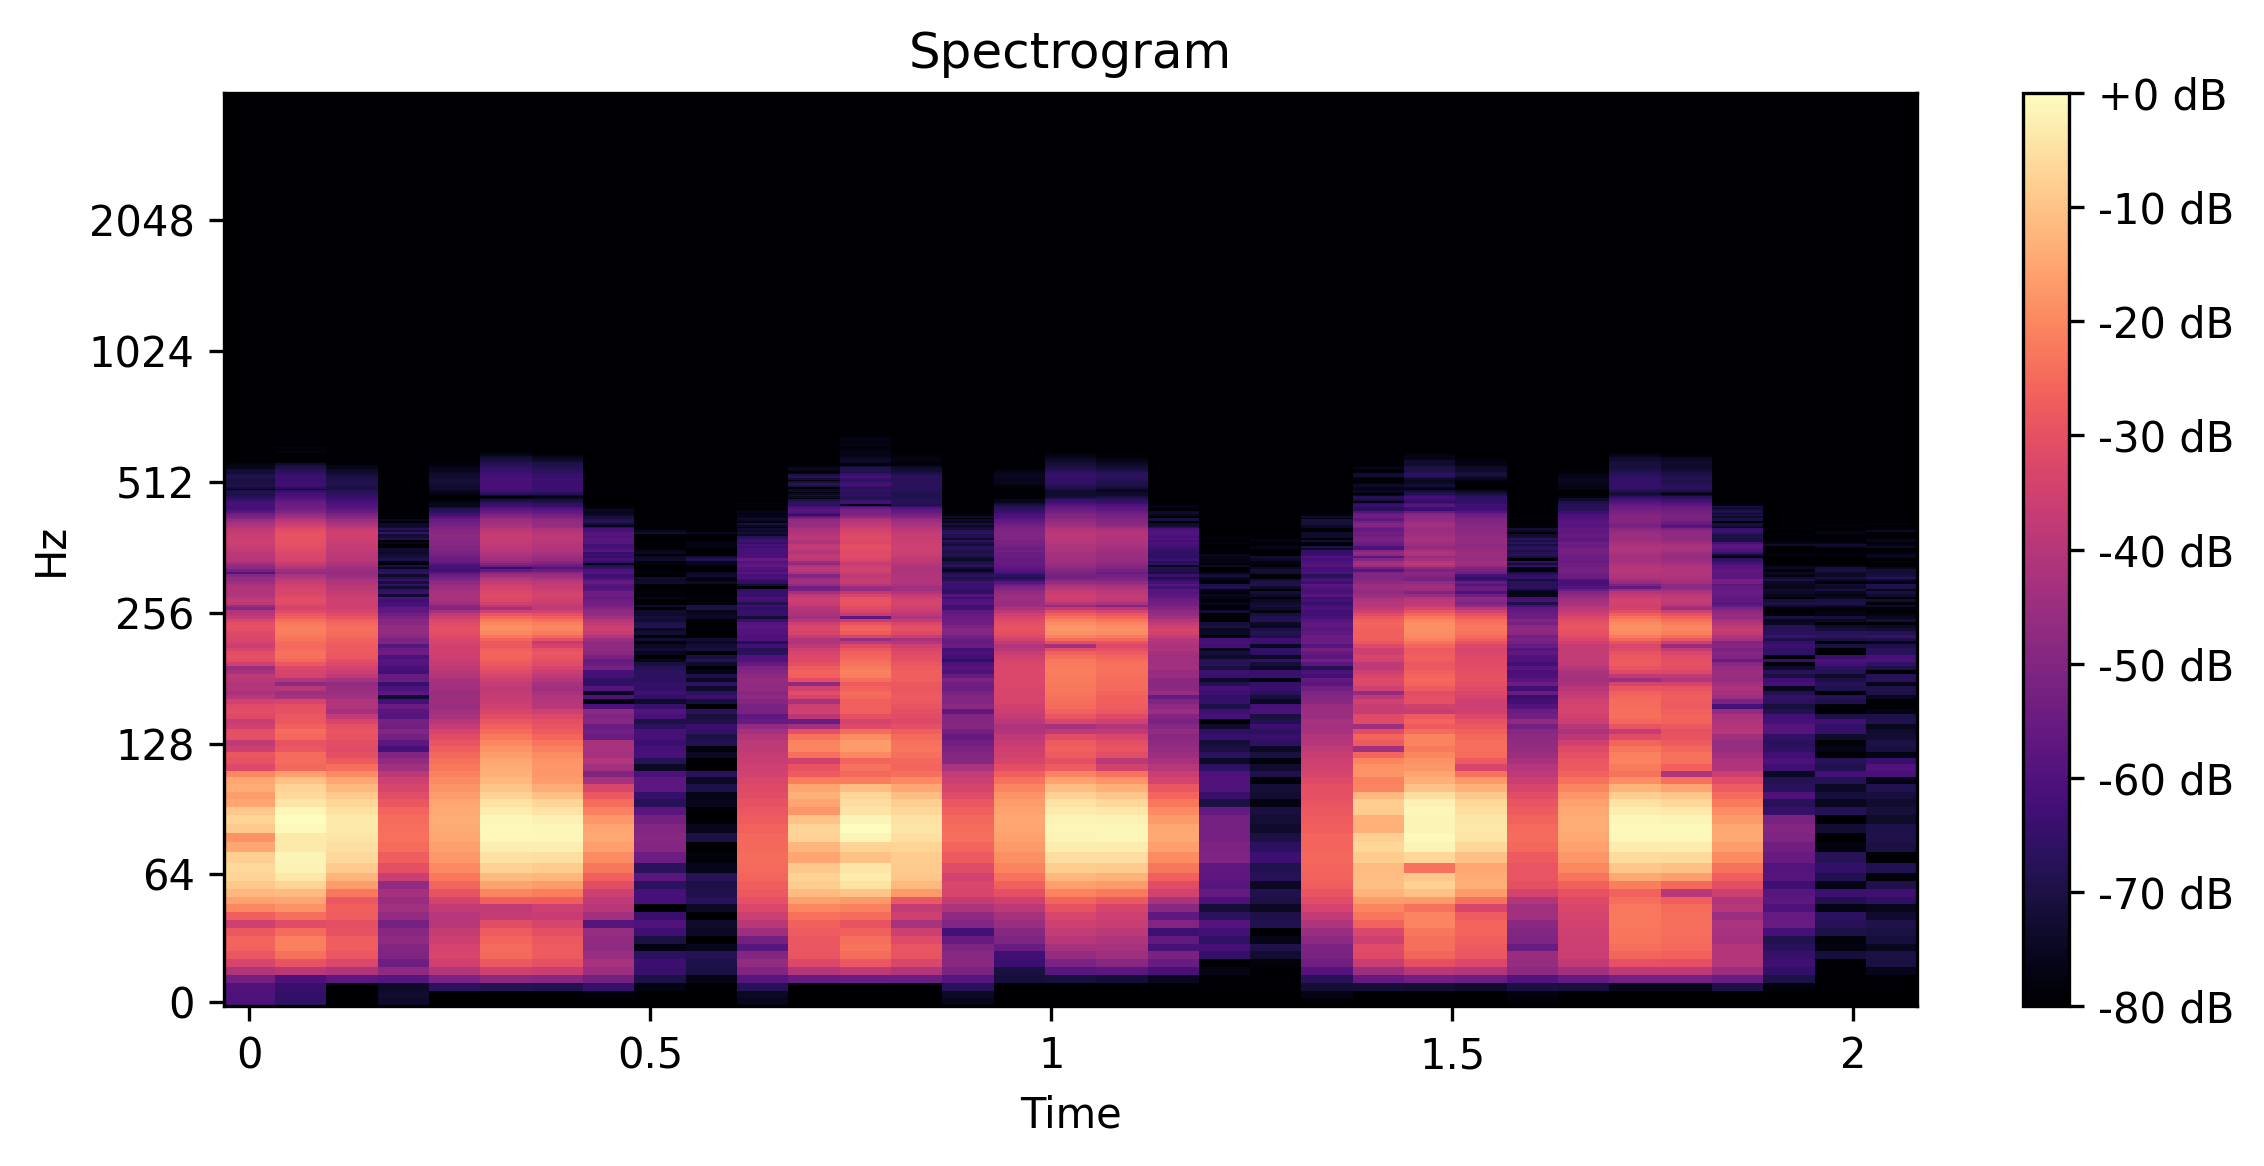 Spectrogram
Hz
2048
1024
512
256
128
64
0
0 0.5 1 1.5 2
Time
+0 dB
-10 dB
-20 dB
-30 dB
-40 dB
-50 dB
-60 dB
-70 dB
-80 dB